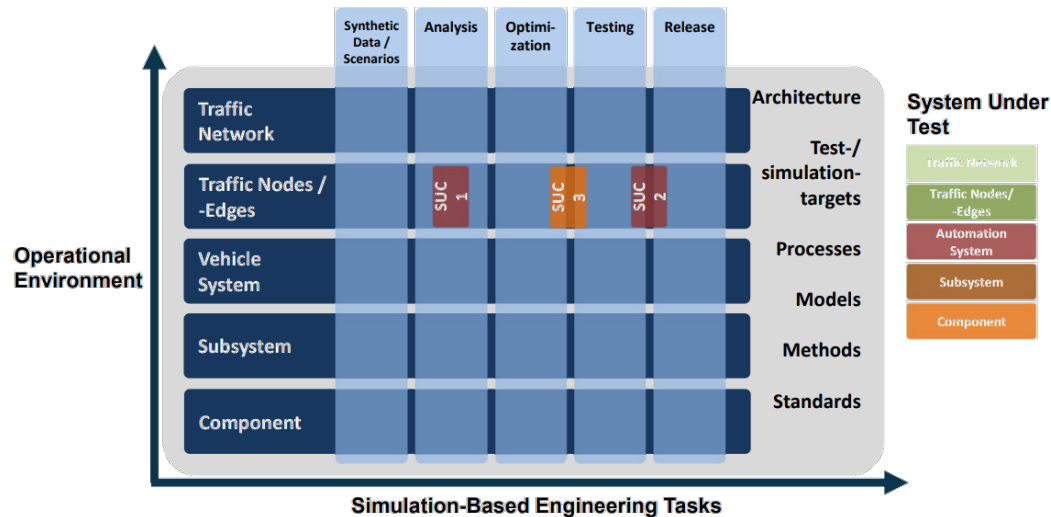 Synthetic
Data /
Scenarios
Analysis
Optimi-
zation
Testing
Release
Traffic
Network
Traffic Nodes /
-Edges
Vehicle
System
Subsystem
Component
SUC
1
SUC
3
SUC
2
Architecture
Test-/
simulation-
targets
Processes
Models
Methods
Standards
System Under
Test
Traffic Network
Traffic Nodes/
-Edges
Automation
System
Subsystem
Component
Operational
Environment
Simulation-Based Engineering Tasks